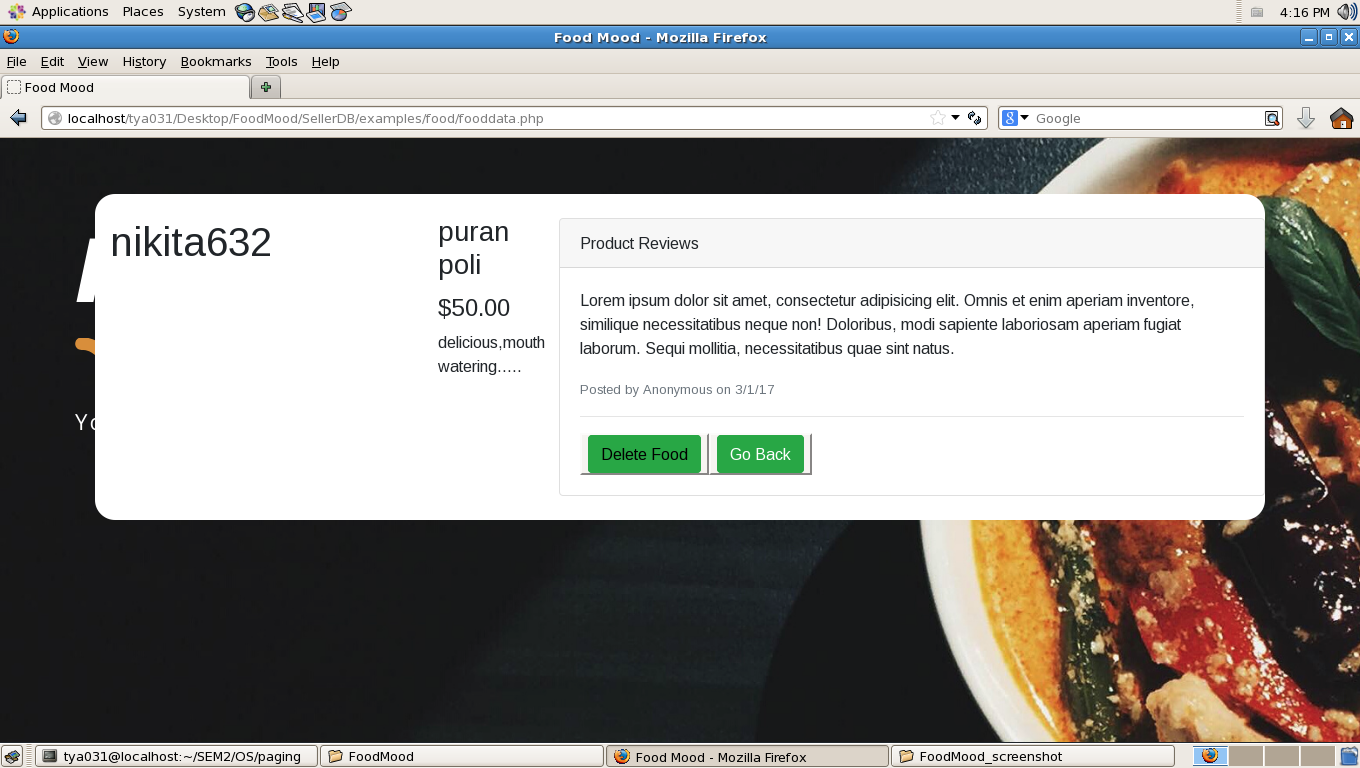 Applications Places System 4:16 PM
Food Mood - Mozilla Firefox
File Edit View History Bookmarks Tools Help
Food Mood
localhost/tya031/Desktop/FoodMood/SellerDB/examples/food/fooddata.php
Google
nikita632
puran
poli
$50.00
delicious,mouth
watering.....
Product Reviews
Lorem ipsum dolor sit amet, consectetur adipisicing elit. Omnis et enim aperiam inventore,
similique necessitatibus neque non! Doloribus, modi sapiente laboriosam aperiam fugiat
laborum. Sequi mollitia, necessitatibus quae sint natus.
Posted by Anonymous on 3/1/17
Delete Food Go Back
tya031@localhost:~/SEM2/OS/paging FoodMood Food Mood - Mozilla Firefox FoodMood_screenshot